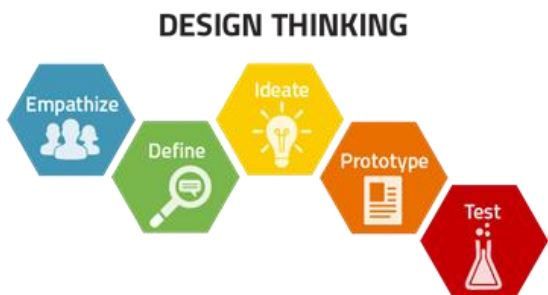 DESIGN THINKING
Empathize
Define
Ideate
Prototype
Test